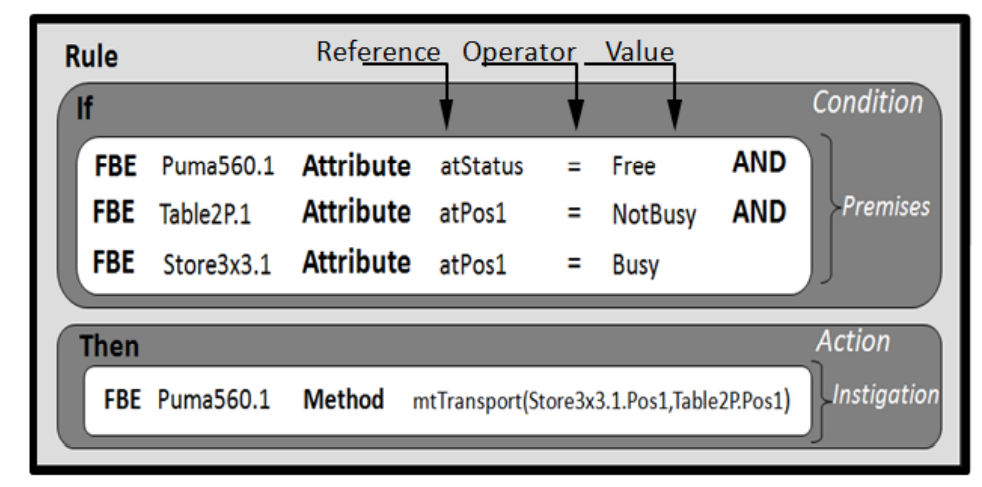 Rule Reference Operator Value
If Condition
FBE Puma560.1 Attribute atStatus = Free AND
FBE Table2P.1 Attribute atPos1 = NotBusy AND
Premises
FBE Store3x3.1 Attribute atPos1 = Busy
Then Action
FBE Puma560.1 Method mtTransport(Store3x3.1.Pos1,Table2P.Pos1)
Instigation